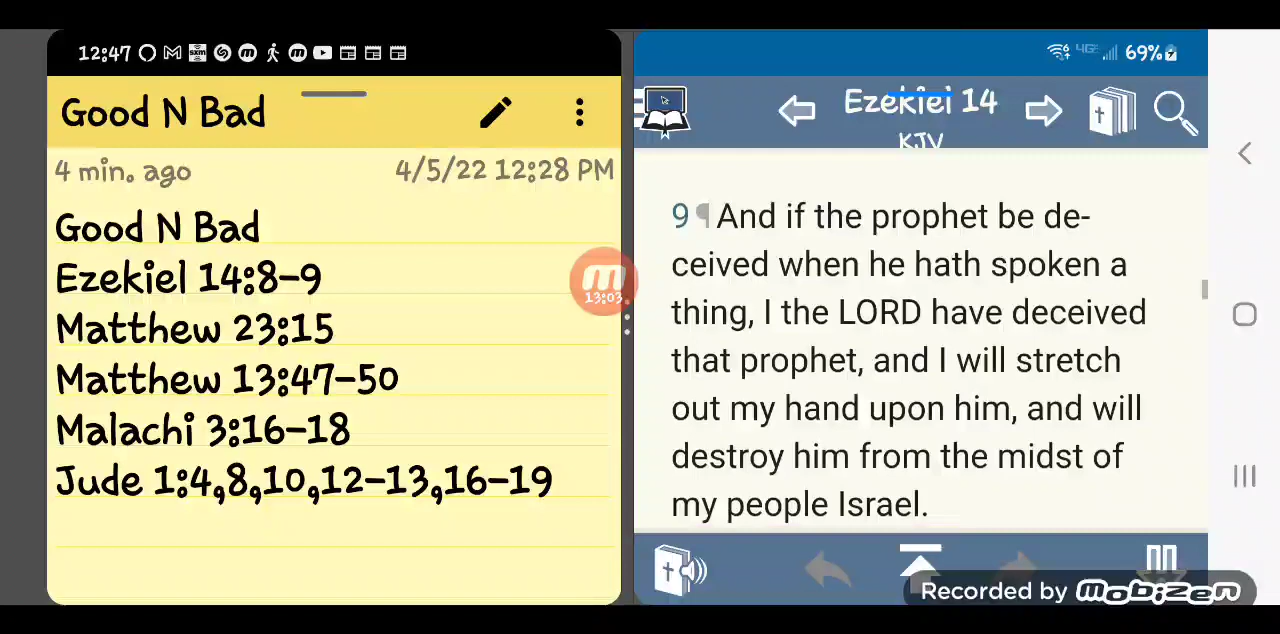 12:47
69%
Good N Bad
Ezekiel 14
KJV
4 min. ago
4/5/22 12:28 PM
Good N Bad
Ezekiel 14:8-9
Matthew 23:15
Matthew 13:47-50
Malachi 3:16-18
Jude 1:4,8,10,12-13,16-19
13:03
9 ¶ And if the prophet be de-
ceived when he hath spoken a
thing, I the LORD have deceived
that prophet, and I will stretch
out my hand upon him, and will
destroy him from the midst of
my people Israel.
Recorded by mobizen